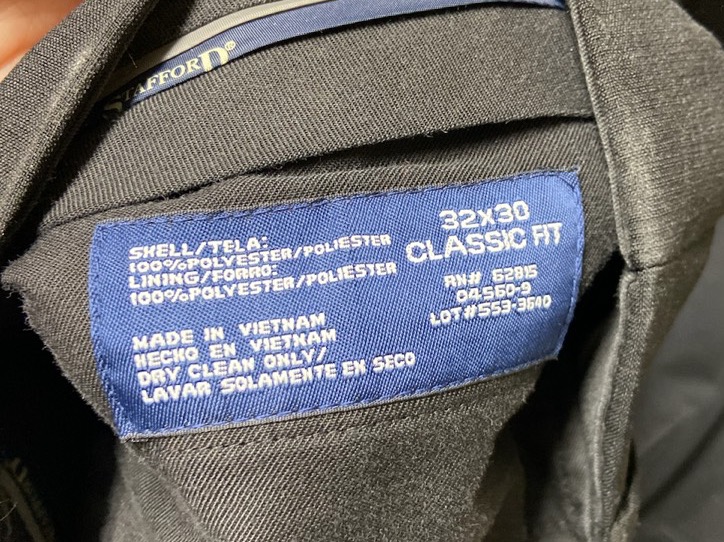 STAFFORD®
SHELL/TELA:
100%POLYESTER/POLIESTER
LINING/FORRO:
100%POLYESTER/POLIESTER
MADE IN VIETNAM
HECHO EN VIETNAM
DRY CLEAN ONLY/
LAVAR SOLAMENTE EN SECO
32X30
CLASSIC FIT
RN# 62815
04560-9
LOT#553-3640